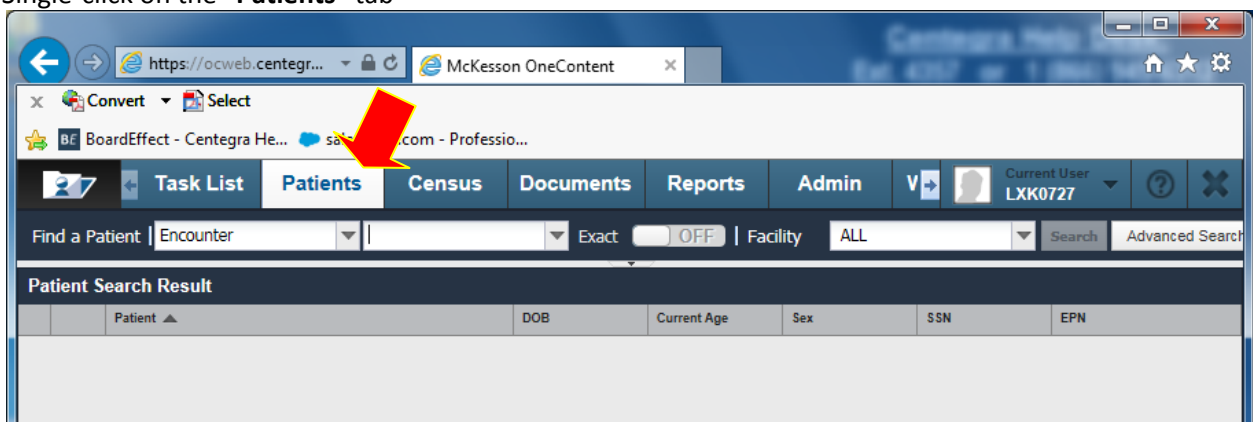 Single-click on the "Patients" tab
https://ocweb.centegr...
McKesson OneContent
Convert Select
BE BoardEffect - Centegra He... .com - Professio...
Task List Patients Census Documents Reports Admin V Current User
LXK0727
Find a Patient Encounter Exact OFF Facility ALL Search Advanced Search
Patient Search Result
Patient DOB Current Age Sex SSN EPN